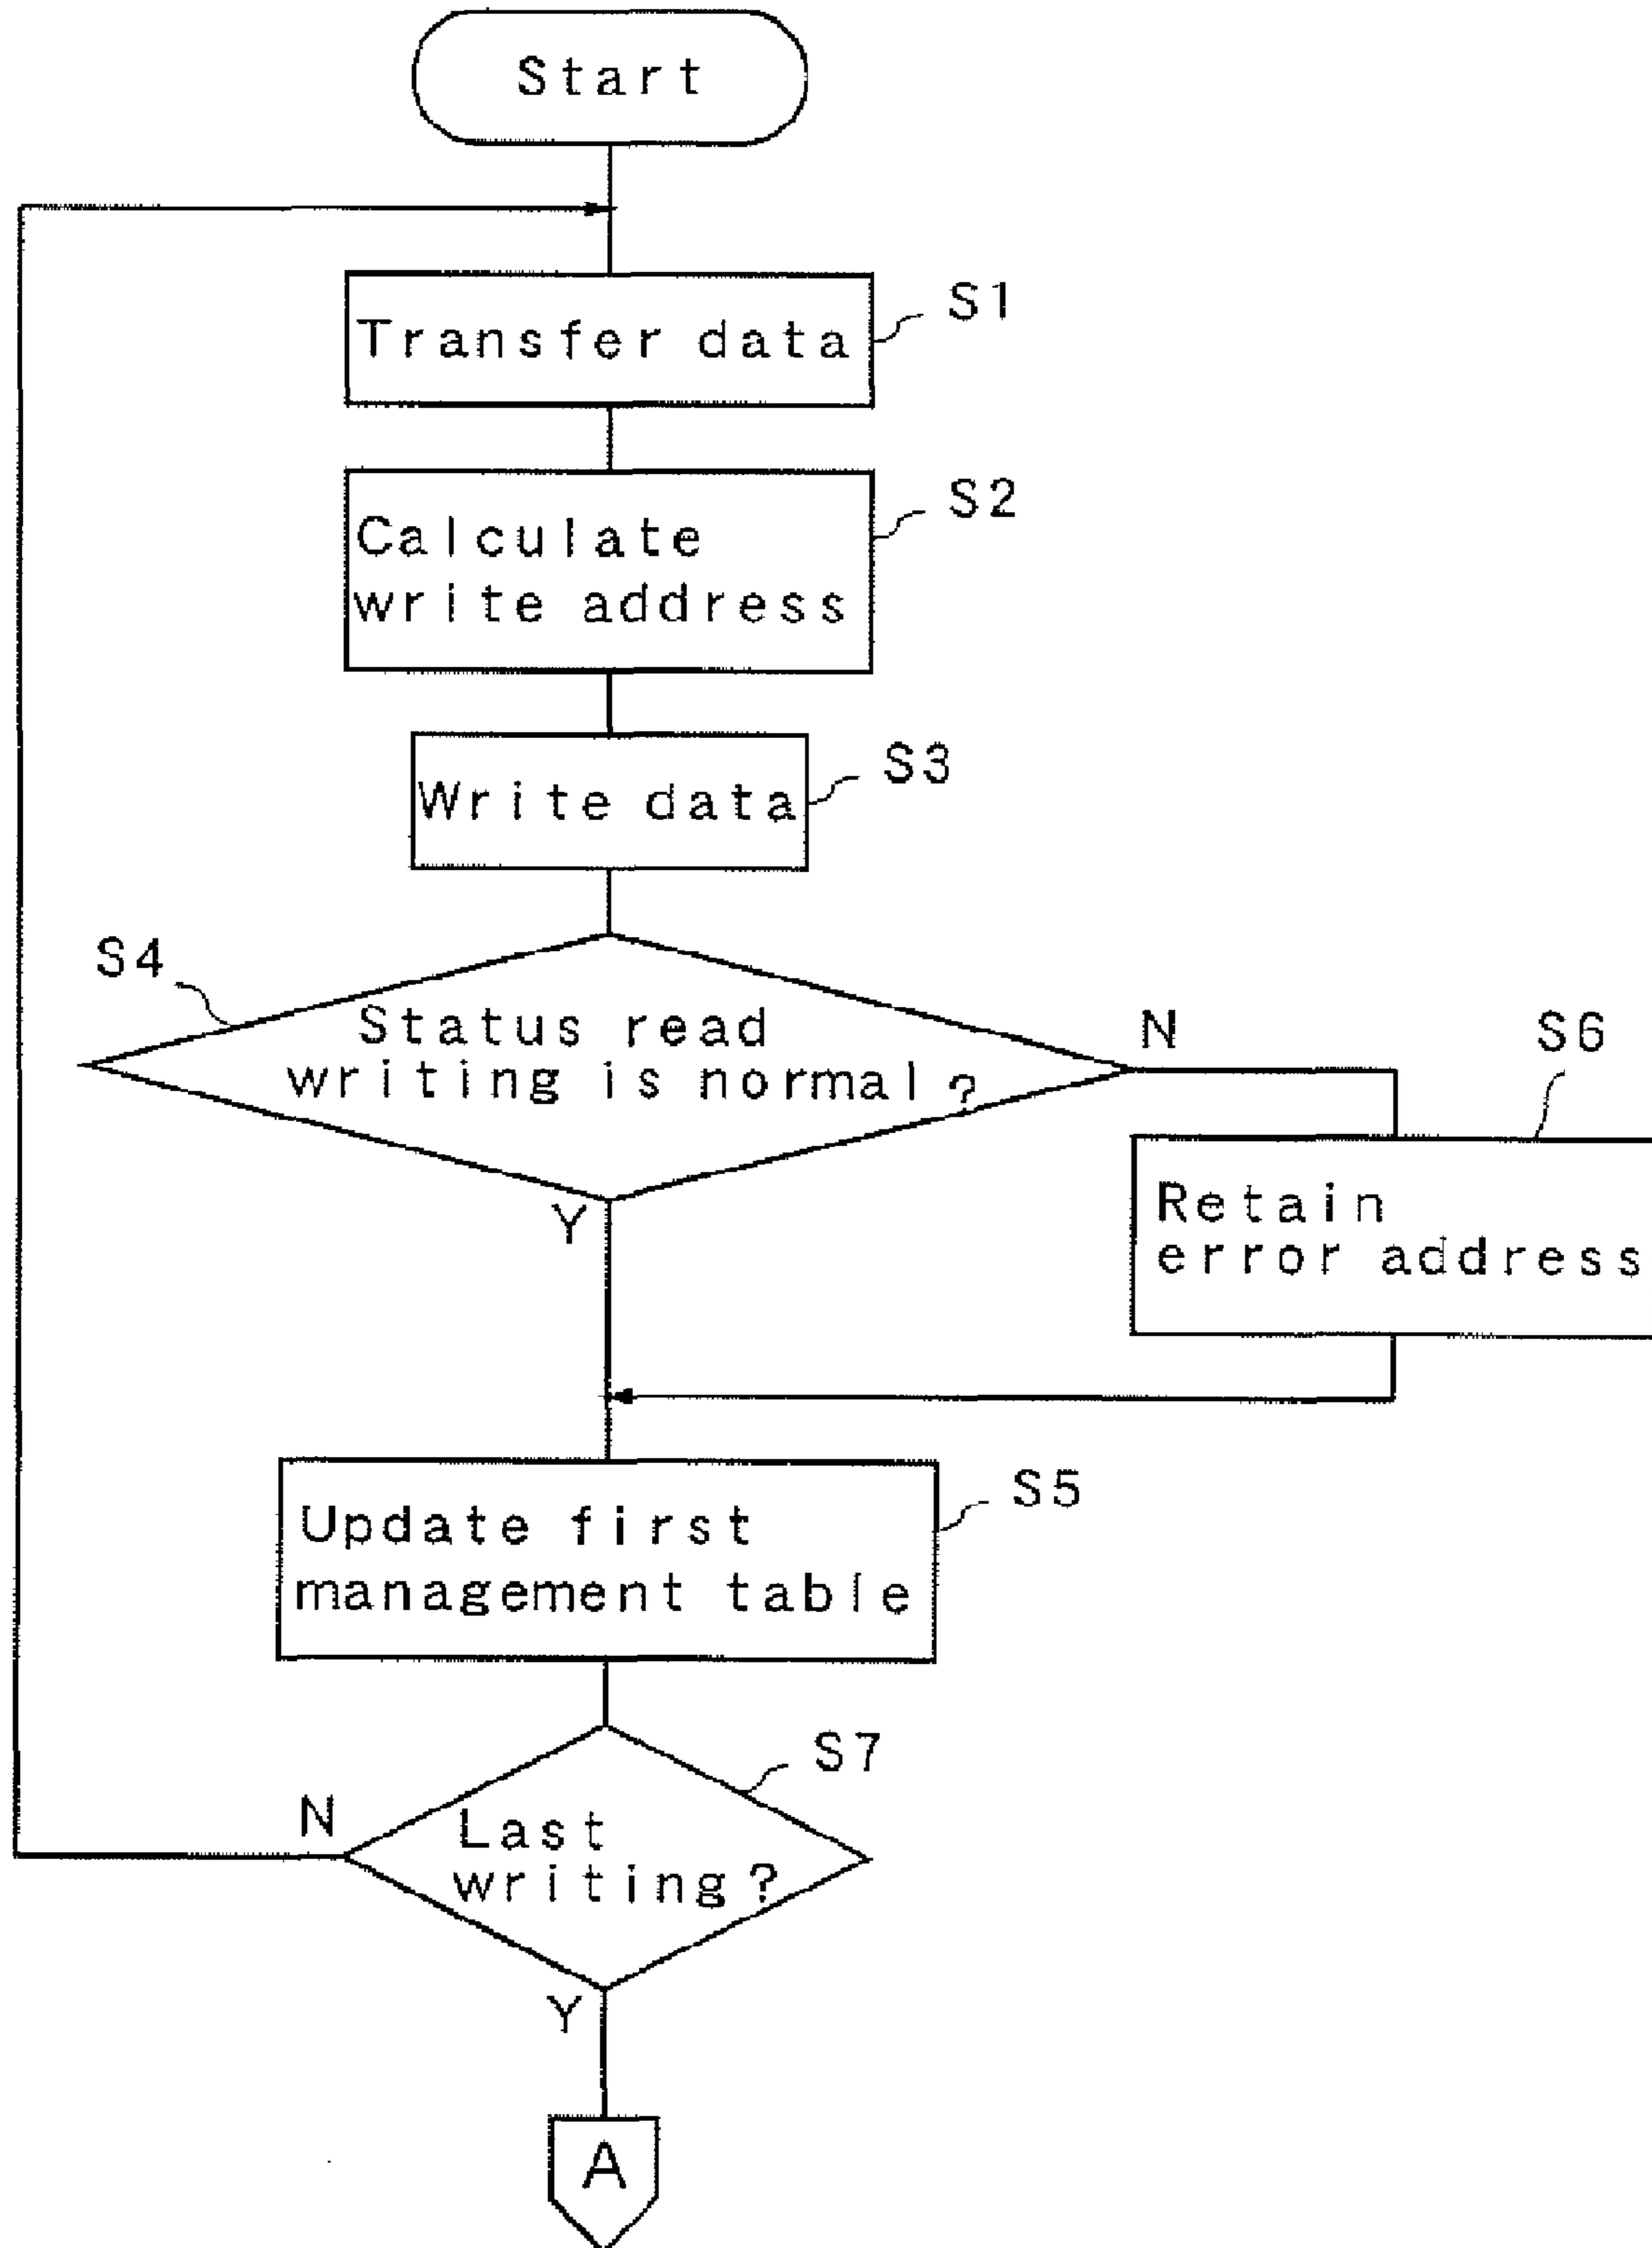 Start
Transfer data
S1
Calculate
write address
S2
Write data
S3
S4
Status read
writing is normal?
N
Y
S6
Retain
error address
Update first
management table
S5
S7
Last
writing?
N
Y
A